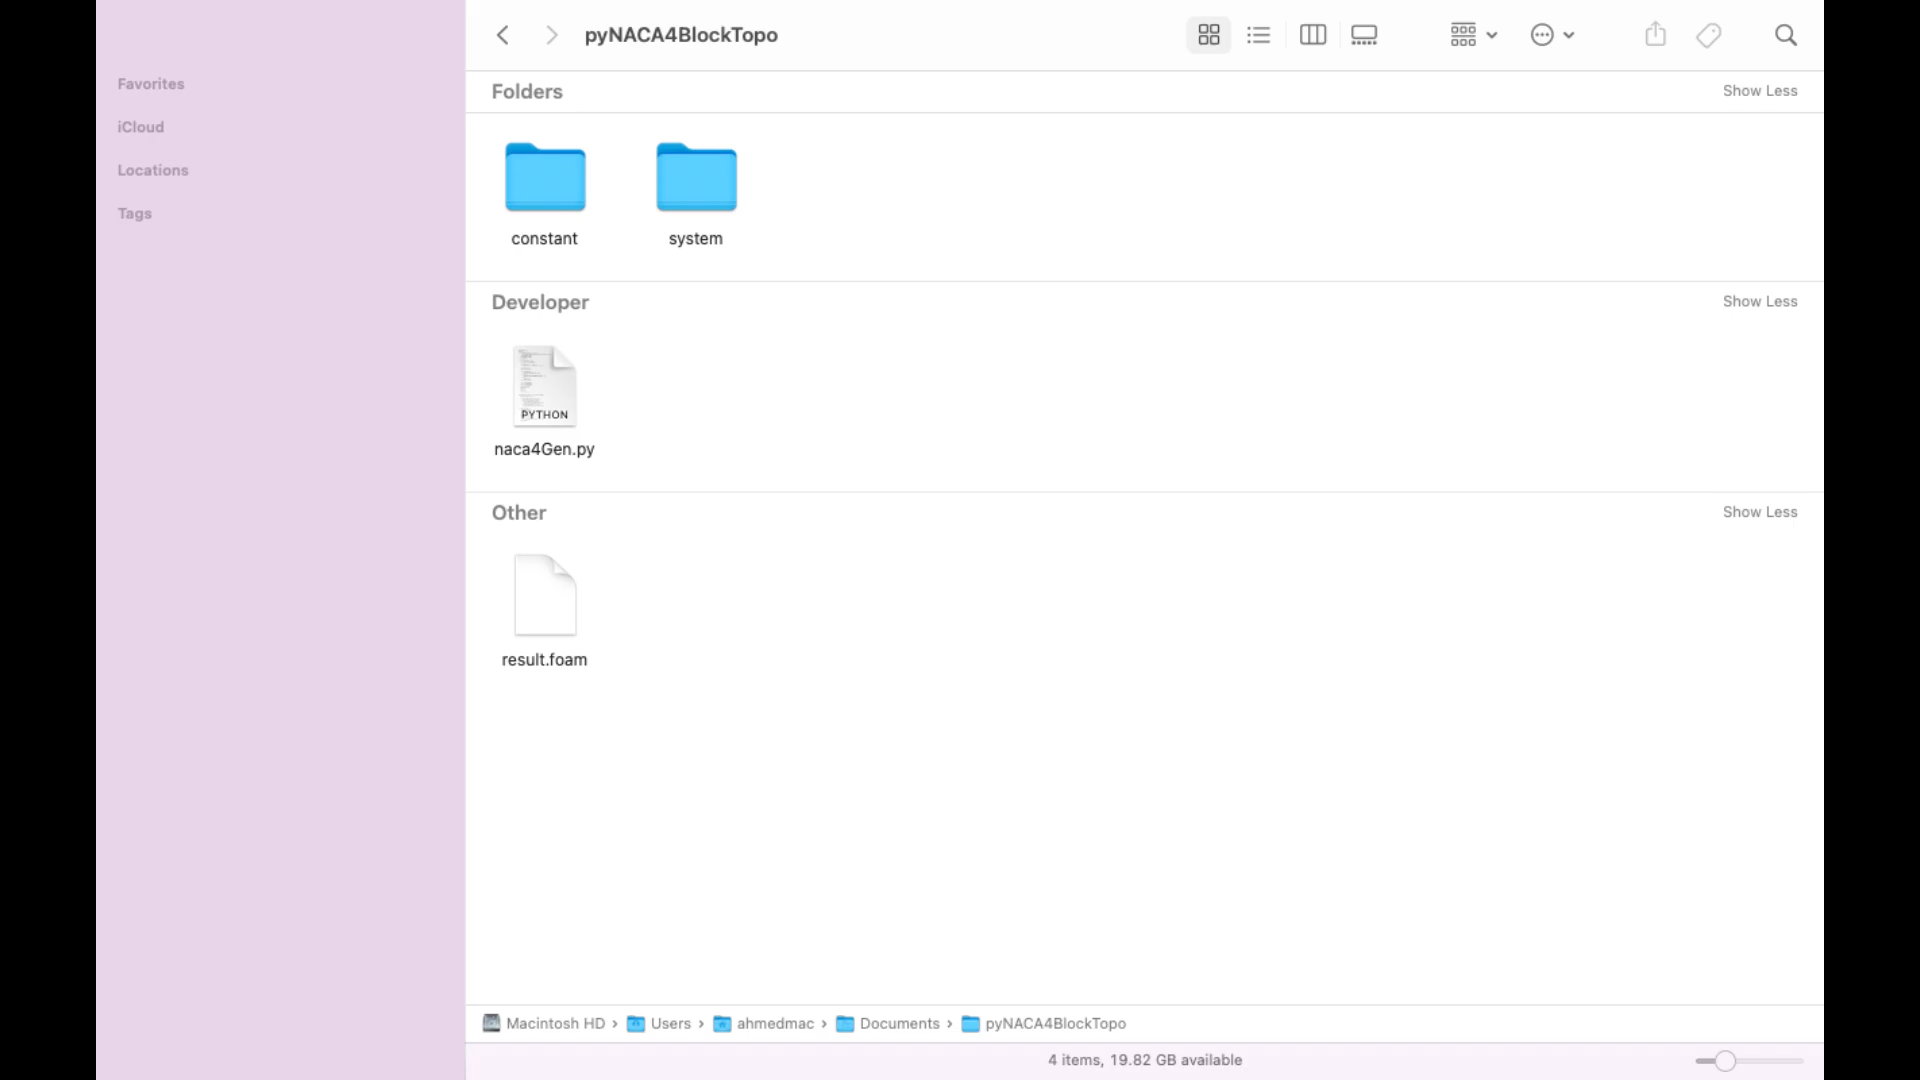 pyNACA4BlockTopo
Favorites
iCloud
Locations
Tags
Folders
Show Less
constant
system
Developer
Show Less
PYTHON
naca4Gen.py
Other
Show Less
result.foam
Macintosh HD › Users › ahmedmac › Documents › pyNACA4BlockTopo
4 items, 19.82 GB available